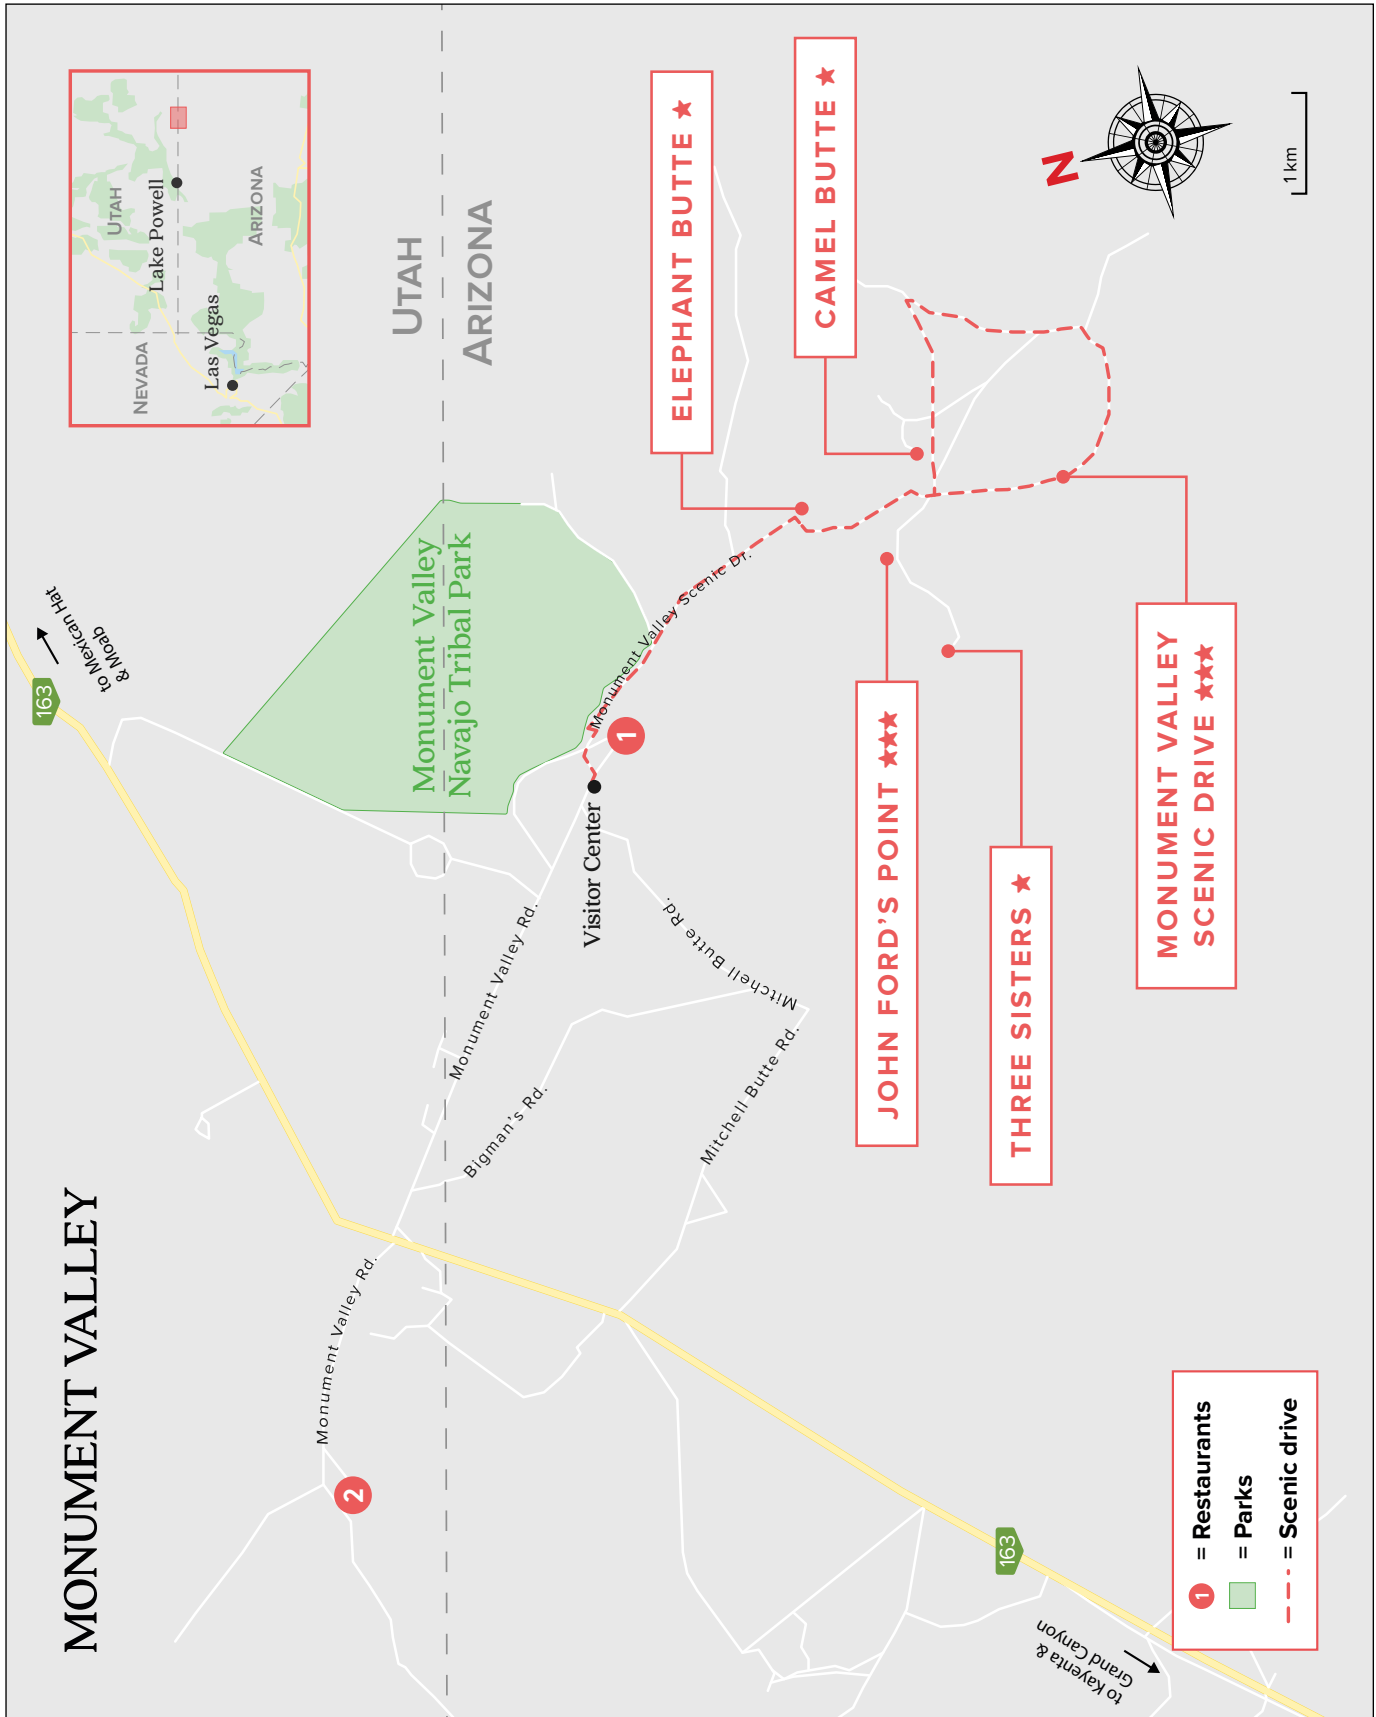 MONUMENT VALLEY
NEVADA
UTAH
ARIZONA
Las Vegas
Lake Powell
163
to Mexican Hat
& Moab
UTAH
ARIZONA
Monument Valley
Navajo Tribal Park
2
Monument Valley Rd.
Monument Valley Rd.
Bigman's Rd.
Visitor Center
1
Monument Valley Scenic Dr.
Mitchell Butte Rd.
Mitchell Butte Rd.
ELEPHANT BUTTE ★
CAMEL BUTTE ★
JOHN FORD'S POINT ★★★
THREE SISTERS ★
MONUMENT VALLEY
SCENIC DRIVE ★★★
163
to Kayenta &
Grand Canyon
1 = Restaurants
= Parks
= Scenic drive
N
1 km